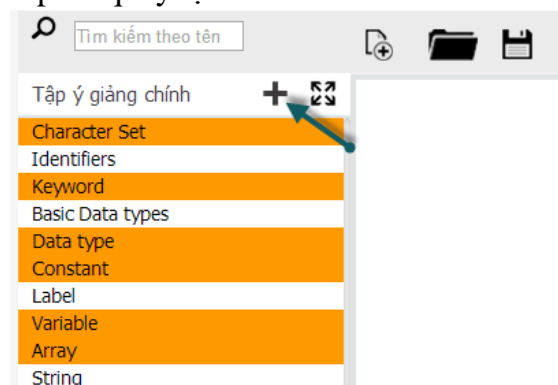 Tìm kiếm theo tên
Tập ý giảng chính
Character Set
Identifiers
Keyword
Basic Data types
Data type
Constant
Label
Variable
Array
String